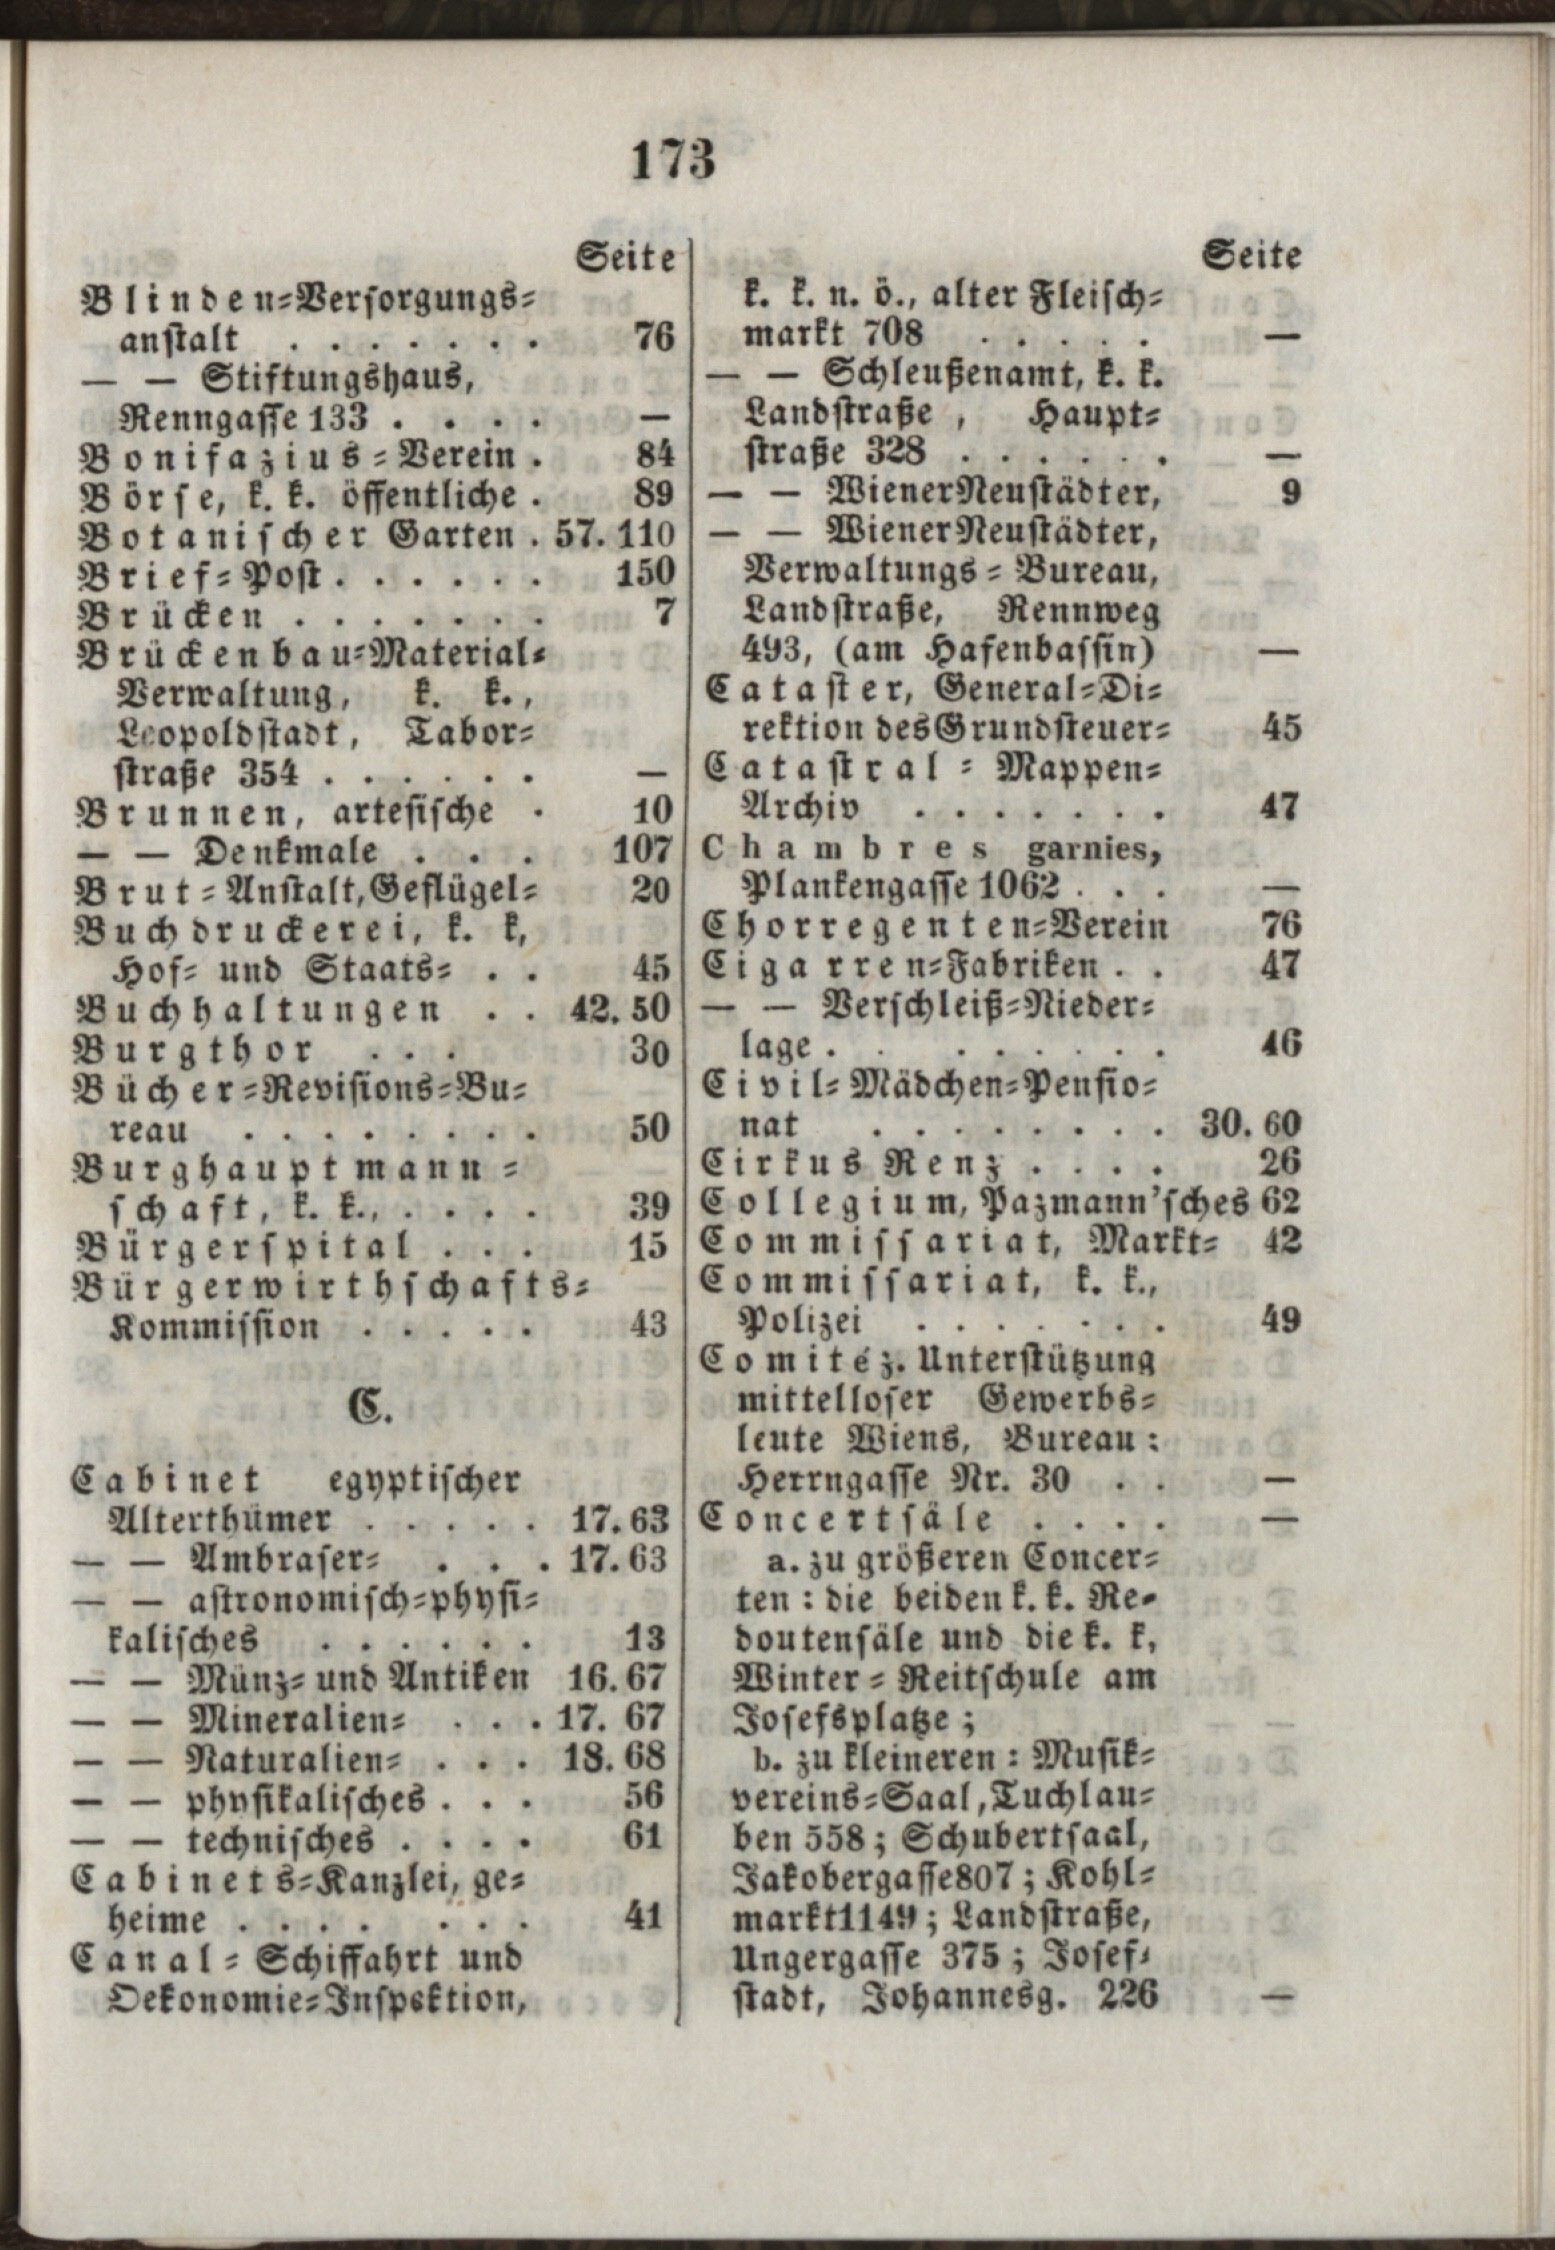 173
Seite
Blinden=Versorgungs=
anstalt . . . . . . . 76
— — Stiftungshaus,
Renngasse 133 . . . . —
Bonifazius=Verein . 84
Börse, k. k. öffentliche . 89
Botanischer Garten . 57. 110
Brief=Post . . . . . . 150
Brücken . . . . . . . 7
Brückenbau=Material=
Verwaltung, k. k.,
Leopoldstadt, Tabor=
straße 354 . . . . . . —
Brunnen, artesische . 10
— — Denkmale . . . 107
Brut=Anstalt, Geflügel= 20
Buchdruckerei, k. k,
Hof= und Staats= . . 45
Buchhaltungen . . 42. 50
Burgthor . . . 30
Bücher=Revisions=Bu=
reau . . . . . . . . 50
Burghauptmann=
schaft, k. k., . . . . 39
Bürgerspital . . . 15
Bürgerwirthschafts=
Kommission . . . . . 43
C.
Cabinet egyptischer
Alterthümer . . . . . 17. 63
— — Ambraser= . . . 17. 63
— — astronomisch=physi=
kalisches . . . . . . 13
— — Münz= und Antiken 16. 67
— — Mineralien= . . . 17. 67
— — Naturalien= . . . 18. 68
— — physikalisches . . . 56
— — technisches . . . . 61
Cabinets=Kanzlei, ge=
heime . . . . . . . 41
Canal=Schiffahrt und
Oekonomie=Inspektion,
Seite
k. k. n. ö., alter Fleisch=
markt 708 . . . . . —
— — Schleußenamt, k. k.
Landstraße, Haupt=
straße 328 . . . . . . —
— — Wiener Neustädter, 9
— — Wiener Neustädter,
Verwaltungs=Bureau,
Landstraße, Rennweg
493, (am Hafenbassin) —
Cataster, General=Di=
rektion des Grundsteuer= 45
Catastral=Mappen=
Archiv . . . . . . . 47
Chambres garnies,
Plankengasse 1062 . . . —
Chorregenten=Verein 76
Cigarren=Fabriken . . 47
— — Verschleiß=Nieder=
lage . . . . . . . . 46
Civil=Mädchen=Pensio=
nat . . . . . . . . 30. 60
Cirkus Renz . . . . 26
Collegium, Pazmann'sches 62
Commissariat, Markt= 42
Commissariat, k. k.,
Polizei . . . . . . . 49
Comité z. Unterstützung
mittelloser Gewerbs=
leute Wiens, Bureau:
Herrngasse Nr. 30 . . —
Concertsäle . . . . —
a. zu größeren Concer=
ten: die beiden k. k. Re=
doutensäle und die k. k,
Winter=Reitschule am
Josefsplatze;
b. zu kleineren: Musik=
vereins=Saal, Tuchlau=
ben 558; Schubertsaal,
Jakobergasse 807; Kohl=
markt 1149; Landstraße,
Ungergasse 375; Josef=
stadt, Johannesg. 226 —